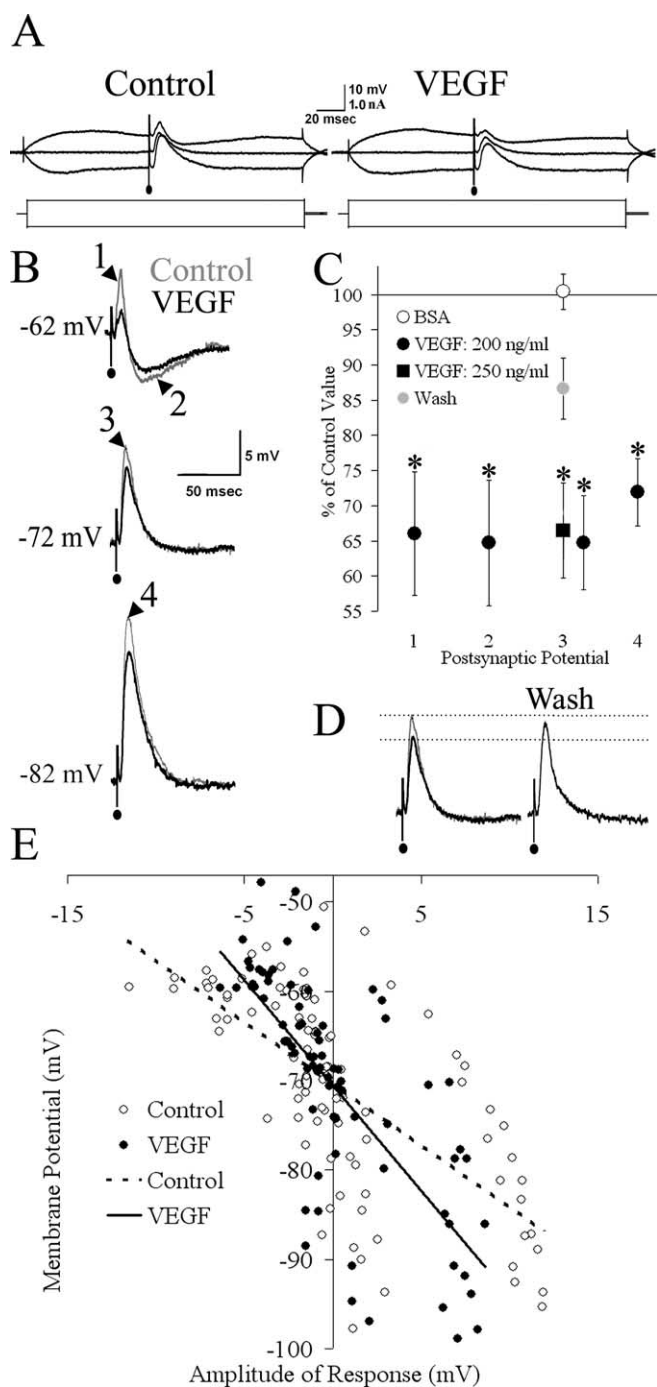 A
Control
10 mV
1.0 nA
20 msec
VEGF
B
1
Control
VEGF
-62 mV
2
3
5 mV
50 msec
-72 mV
4
-82 mV
C
100
95
90
85
80
75
70
65
60
55
% of Control Value
BSA
VEGF: 200 ng/ml
VEGF: 250 ng/ml
Wash
* * * * *
1 2 3 4
Postsynaptic Potential
D
Wash
E
-15 -5 5 15
-50
-60
-70
-80
-90
-100
Membrane Potential (mV)
Control
VEGF
Control
VEGF
Amplitude of Response (mV)